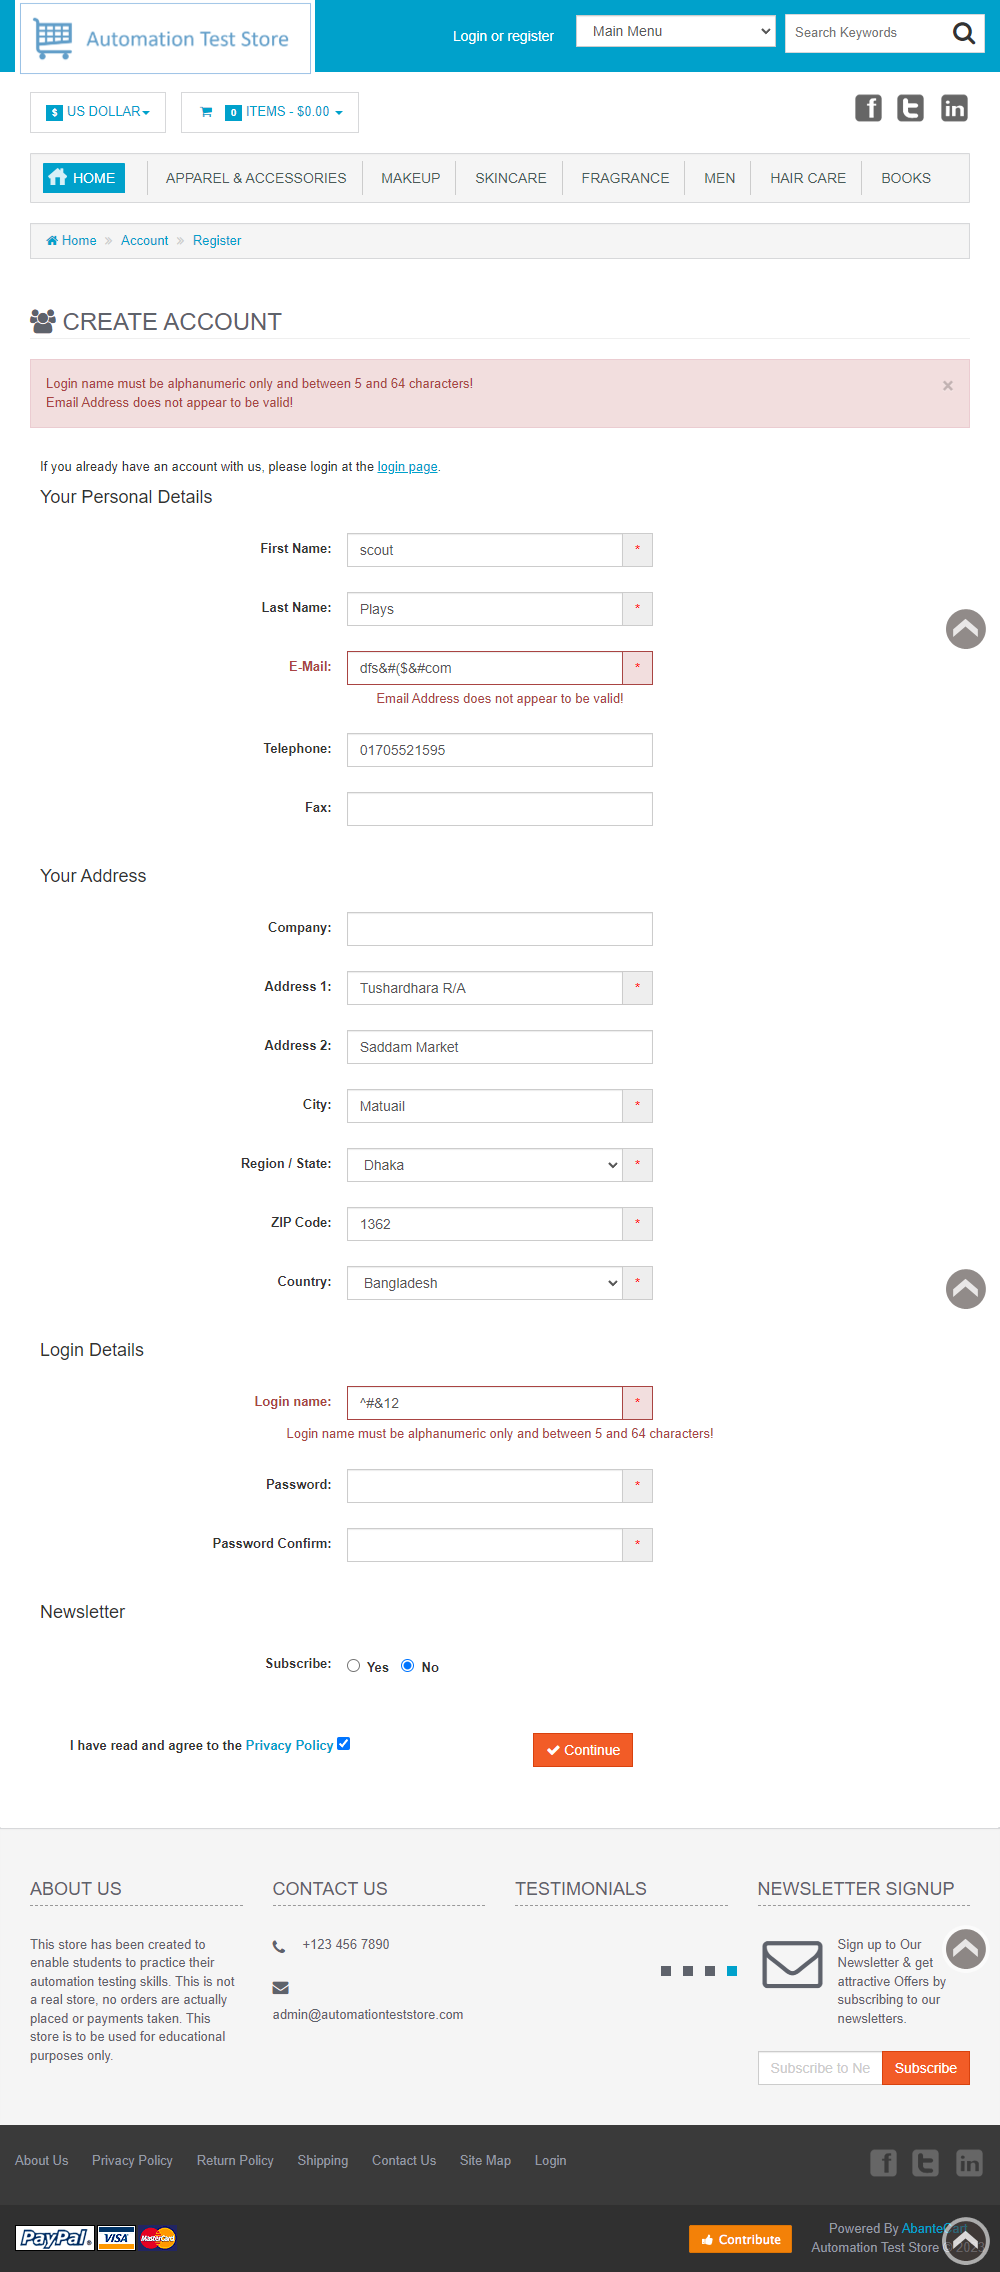 Automation Test Store
Login or register
Main Menu
Search Keywords
$ US DOLLAR
0 ITEMS - $0.00
HOME
APPAREL & ACCESSORIES
MAKEUP
SKINCARE
FRAGRANCE
MEN
HAIR CARE
BOOKS
Home » Account » Register
CREATE ACCOUNT
Login name must be alphanumeric only and between 5 and 64 characters!
×
Email Address does not appear to be valid!
If you already have an account with us, please login at the login page.
Your Personal Details
First Name: scout *
Last Name: Plays *
E-Mail: dfs&#($&#com *
Email Address does not appear to be valid!
Telephone: 01705521595
Fax:
Your Address
Company:
Address 1: Tushardhara R/A *
Address 2: Saddam Market
City: Matuail *
Region / State: Dhaka *
ZIP Code: 1362 *
Country: Bangladesh *
Login Details
Login name: ^#&12 *
Login name must be alphanumeric only and between 5 and 64 characters!
Password: *
Password Confirm: *
Newsletter
Subscribe: Yes No
I have read and agree to the Privacy Policy
Continue
ABOUT US
This store has been created to
enable students to practice their
automation testing skills. This is not
a real store, no orders are actually
placed or payments taken. This
store is to be used for educational
purposes only.
CONTACT US
+123 456 7890
admin@automationteststore.com
TESTIMONIALS
NEWSLETTER SIGNUP
Sign up to Our
Newsletter & get
attractive Offers by
subscribing to our
newsletters.
Subscribe to Ne
Subscribe
About Us
Privacy Policy
Return Policy
Shipping
Contact Us
Site Map
Login
PayPal
VISA
MasterCard
Contribute
Powered By AbanteCart
Automation Test Store © 2023